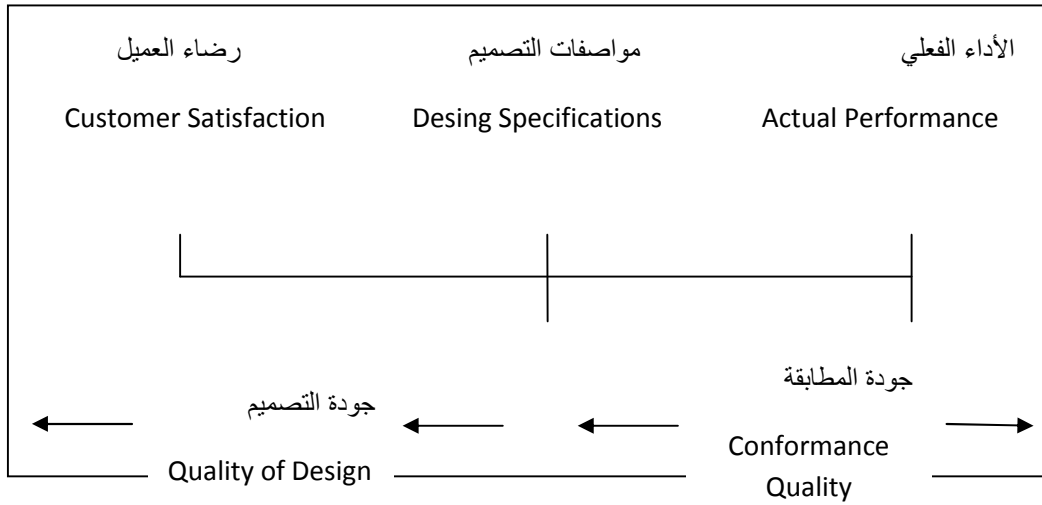 الأداء الفعلي
مواصفات التصميم
رضاء العميل
Customer Satisfaction
Desing Specifications
Actual Performance
جودة المطابقة
جودة التصميم
Quality of Design
Conformance
Quality